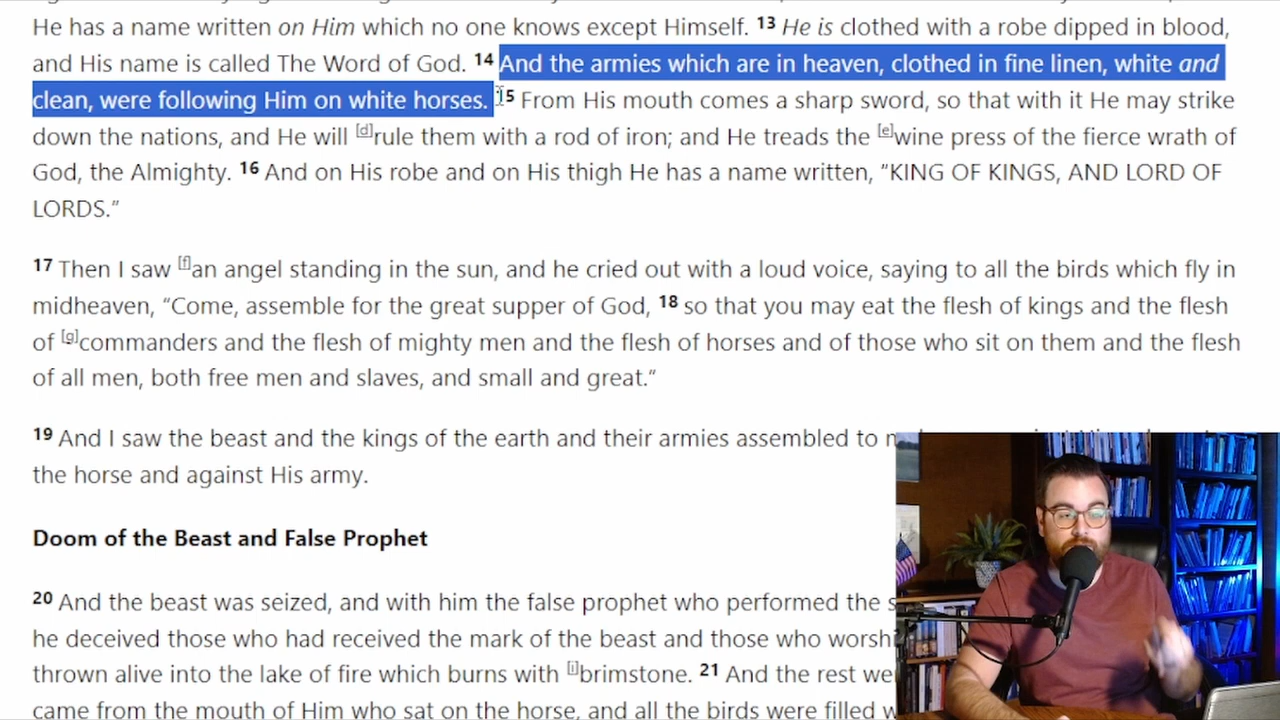 He has a name written on Him which no one knows except Himself. 13 He is clothed with a robe dipped in blood,
and His name is called The Word of God. 14 And the armies which are in heaven, clothed in fine linen, white and
clean, were following Him on white horses. 15 From His mouth comes a sharp sword, so that with it He may strike
down the nations, and He will [d]rule them with a rod of iron; and He treads the [e]wine press of the fierce wrath of
God, the Almighty. 16 And on His robe and on His thigh He has a name written, “KING OF KINGS, AND LORD OF
LORDS.”
17 Then I saw [f]an angel standing in the sun, and he cried out with a loud voice, saying to all the birds which fly in
midheaven, “Come, assemble for the great supper of God, 18 so that you may eat the flesh of kings and the flesh
of [g]commanders and the flesh of mighty men and the flesh of horses and of those who sit on them and the flesh
of all men, both free men and slaves, and small and great.”
19 And I saw the beast and the kings of the earth and their armies assembled to
the horse and against His army.
Doom of the Beast and False Prophet
20 And the beast was seized, and with him the false prophet who performed the
he deceived those who had received the mark of the beast and those who
thrown alive into the lake of fire which burns with [i]brimstone. 21 And the rest
came from the mouth of Him who sat on the horse, and all the birds were filled